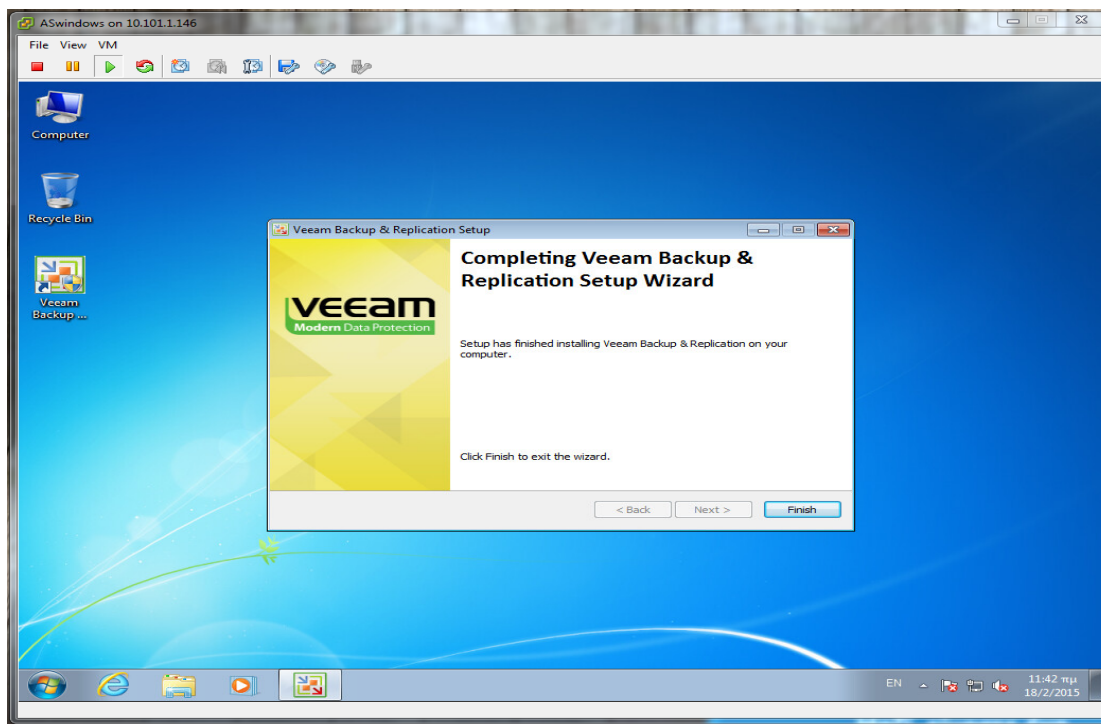 ASwindows on 10.101.1.146
File View VM
Computer
Recycle Bin
Veeam
Backup ...
Veeam Backup & Replication Setup
Completing Veeam Backup &
Replication Setup Wizard
veeam
Modern Data Protection
Setup has finished installing Veeam Backup & Replication on your
computer.
Click Finish to exit the wizard.
< Back
Next >
Finish
EN
11:42 πμ
18/2/2015